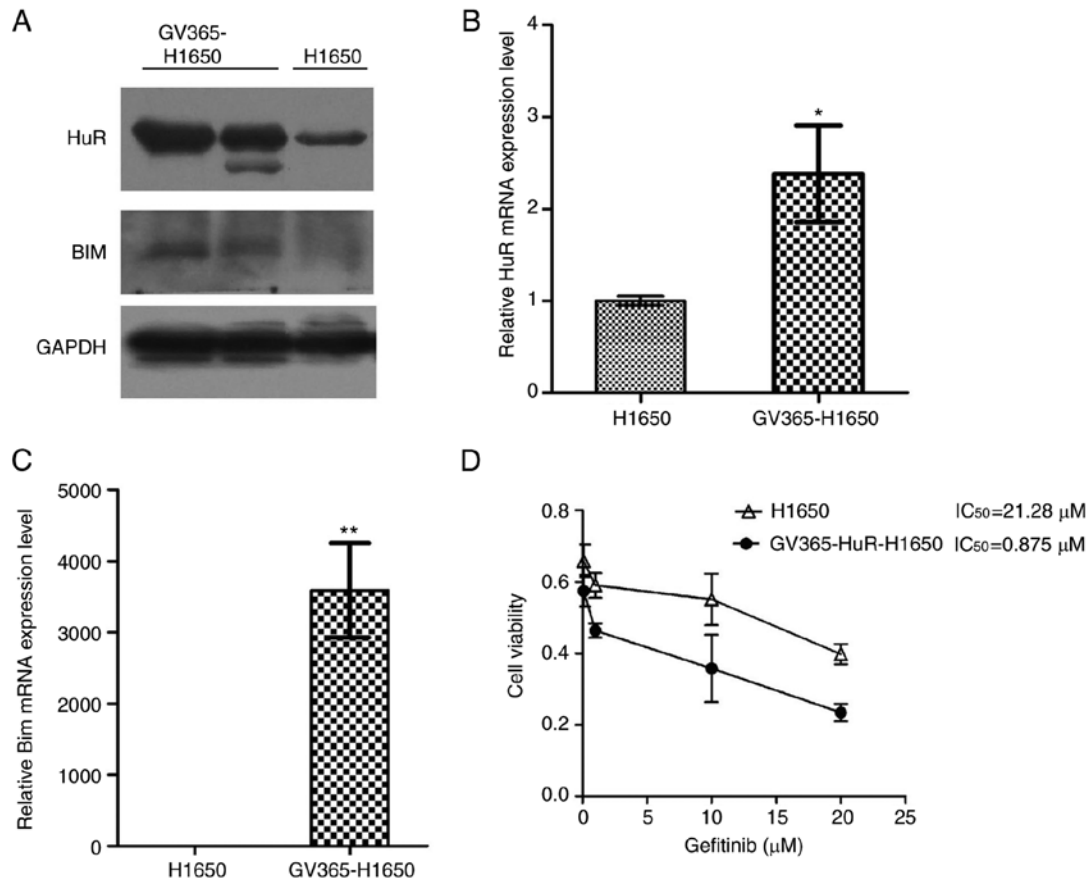 A
GV365-
H1650
H1650
HuR
BIM
GAPDH
B
Relative HuR mRNA expression level
4
3
2
1
0
*
H1650
GV365-H1650
C
Relative Bim mRNA expression level
5000
4000
3000
2000
1000
0
**
H1650
GV365-H1650
D
Cell viability
0.8
0.6
0.4
0.2
0.0
H1650 IC50=21.28 μM
GV365-HuR-H1650 IC50=0.875 μM
0 5 10 15 20 25
Gefitinib (μM)